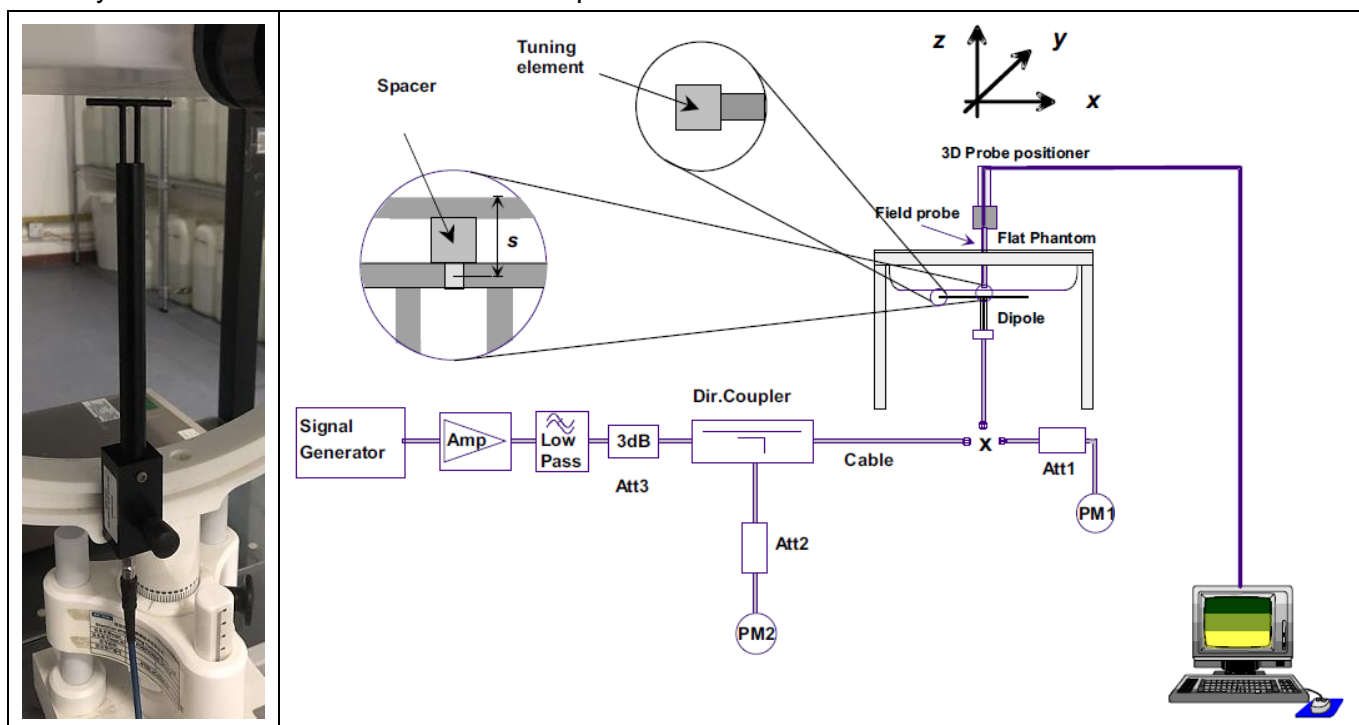 Tuning
element
Spacer
s
z
y
x
3D Probe positioner
Field probe
Flat Phantom
Dipole
Dir.Coupler
Signal
Generator
Amp
Low
Pass
3dB
Att3
Cable
x
Att1
PM1
Att2
PM2